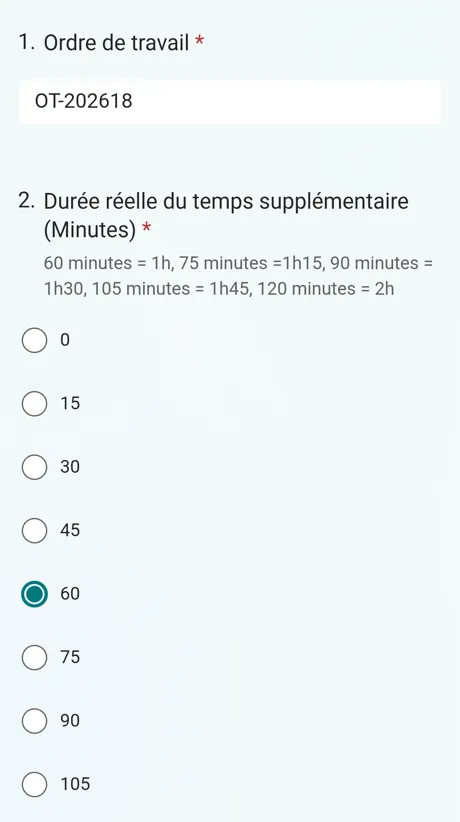 1. Ordre de travail *
OT-202618
2. Durée réelle du temps supplémentaire
(Minutes) *
60 minutes = 1h, 75 minutes =1h15, 90 minutes =
1h30, 105 minutes = 1h45, 120 minutes = 2h
0
15
30
45
60
75
90
105